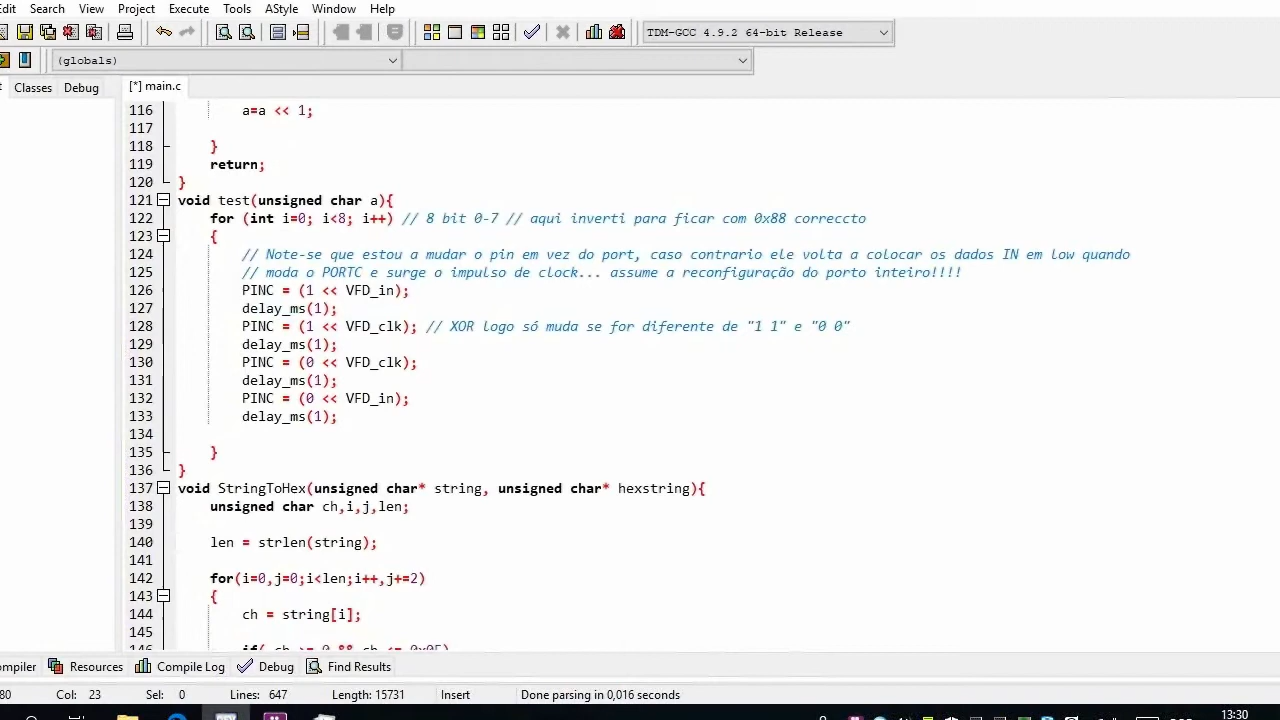 Edit Search View Project Execute Tools AStyle Window Help
TDM-GCC 4.9.2 64-bit Release
(globals)
Classes Debug
[*] main.c
116 a=a << 1;
117
118 }
119 return;
120 }
121 void test(unsigned char a){
122 for (int i=0; i<8; i++) // 8 bit 0-7 // aqui inverti para ficar com 0x88 correccto
123 {
124 // Note-se que estou a mudar o pin em vez do port, caso contrario ele volta a colocar os dados IN em low quando
125 // moda o PORTC e surge o impulso de clock... assume a reconfiguração do porto inteiro!!!!
126 PINC = (1 << VFD_in);
127 delay_ms(1);
128 PINC = (1 << VFD_clk); // XOR logo só muda se for diferente de "1 1" e "0 0"
129 delay_ms(1);
130 PINC = (0 << VFD_clk);
131 delay_ms(1);
132 PINC = (0 << VFD_in);
133 delay_ms(1);
134
135 }
136 }
137 void StringToHex(unsigned char* string, unsigned char* hexstring){
138 unsigned char ch,i,j,len;
139
140 len = strlen(string);
141
142 for(i=0,j=0;i<len;i++,j+=2)
143 {
144 ch = string[i];
145
146 if( ch >= 0 && ch <= 0x0F)
ompiler Resources Compile Log Debug Find Results
80 Col: 23 Sel: 0 Lines: 647 Length: 15731 Insert Done parsing in 0,016 seconds
13:30